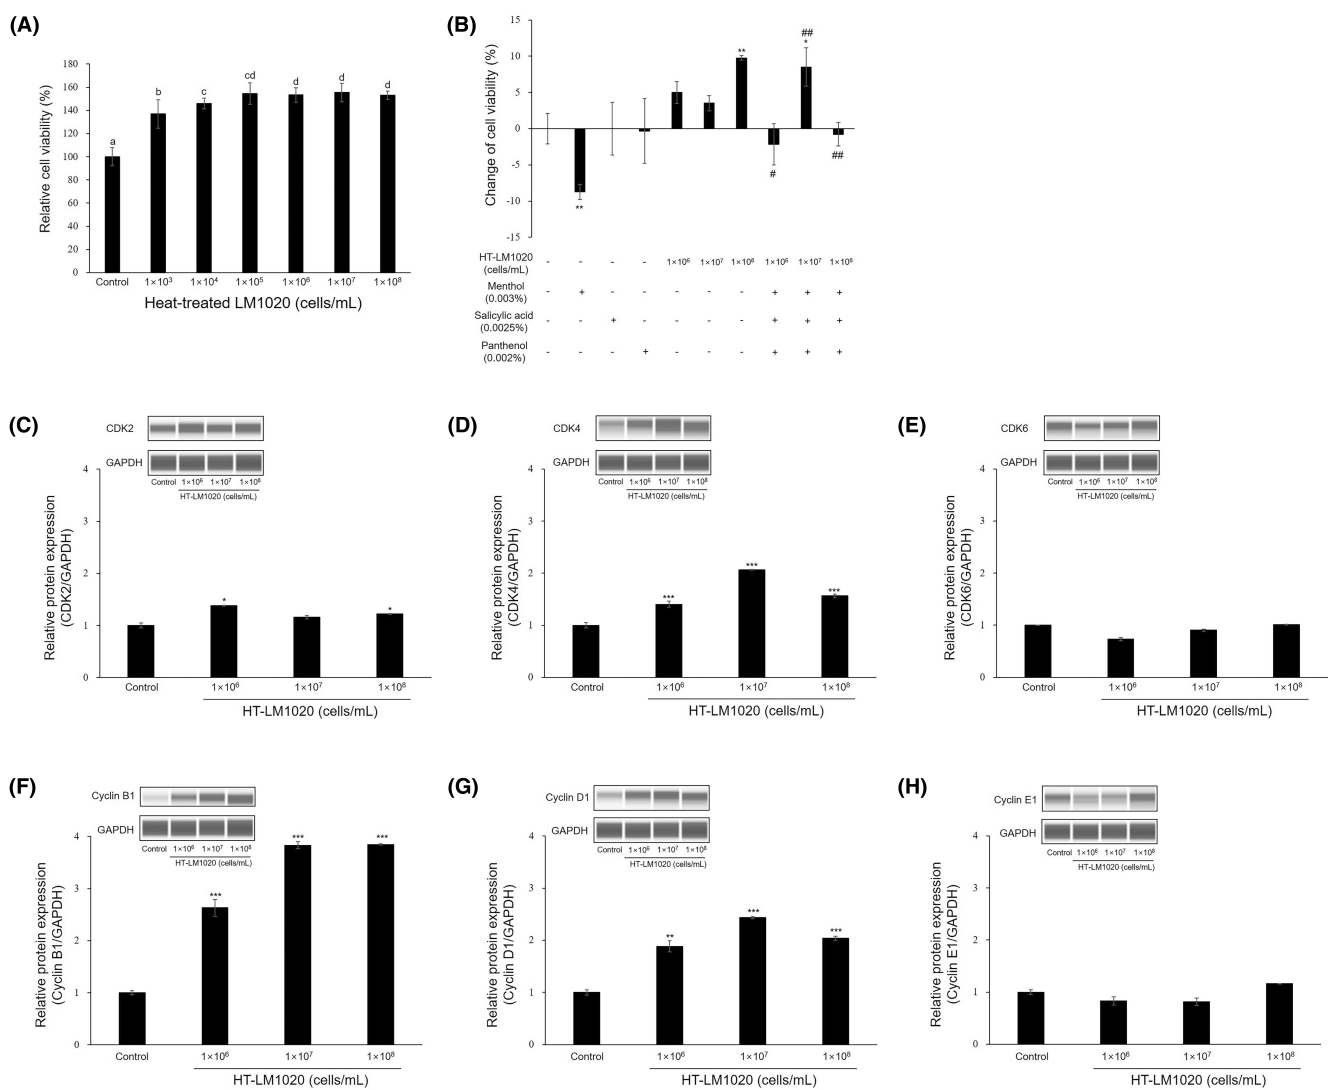 (A)
Relative cell viability (%)
180
160
140
120
100
80
60
40
20
0
a
b
c
cd
d
d
d
Control
1×10³
1×10⁴
1×10⁵
1×10⁶
1×10⁷
1×10⁸
Heat-treated LM1020 (cells/mL)
(B)
Change of cell viability (%)
15
10
5
0
-5
-10
-15
**
**
#
##
*
##
HT-LM1020 - - - - 1×10⁶ 1×10⁷ 1×10⁸ 1×10⁶ 1×10⁷ 1×10⁸
(cells/mL)
Menthol - + - - - - - + + +
(0.003%)
Salicylic acid - - + - - - - + + +
(0.0025%)
Panthenol - - - + - - - + + +
(0.002%)
(C)
CDK2
GAPDH
Control 1×10⁶ 1×10⁷ 1×10⁸
HT-LM1020 (cells/mL)
Relative protein expression
(CDK2/GAPDH)
4
3
2
1
0
*
*
Control 1×10⁶ 1×10⁷ 1×10⁸
HT-LM1020 (cells/mL)
(D)
CDK4
GAPDH
Control 1×10⁶ 1×10⁷ 1×10⁸
HT-LM1020 (cells/mL)
Relative protein expression
(CDK4/GAPDH)
4
3
2
1
0
***
***
***
Control 1×10⁶ 1×10⁷ 1×10⁸
HT-LM1020 (cells/mL)
(E)
CDK6
GAPDH
Control 1×10⁶ 1×10⁷ 1×10⁸
HT-LM1020 (cells/mL)
Relative protein expression
(CDK6/GAPDH)
4
3
2
1
0
Control 1×10⁶ 1×10⁷ 1×10⁸
HT-LM1020 (cells/mL)
(F)
Cyclin B1
GAPDH
Control 1×10⁶ 1×10⁷ 1×10⁸
HT-LM1020 (cells/mL)
Relative protein expression
(Cyclin B1/GAPDH)
4
3
2
1
0
***
***
***
Control 1×10⁶ 1×10⁷ 1×10⁸
HT-LM1020 (cells/mL)
(G)
Cyclin D1
GAPDH
Control 1×10⁶ 1×10⁷ 1×10⁸
HT-LM1020 (cells/mL)
Relative protein expression
(Cyclin D1/GAPDH)
4
3
2
1
0
**
***
***
Control 1×10⁶ 1×10⁷ 1×10⁸
HT-LM1020 (cells/mL)
(H)
Cyclin E1
GAPDH
Control 1×10⁶ 1×10⁷ 1×10⁸
HT-LM1020 (cells/mL)
Relative protein expression
(Cyclin E1/GAPDH)
4
3
2
1
0
Control 1×10⁶ 1×10⁷ 1×10⁸
HT-LM1020 (cells/mL)